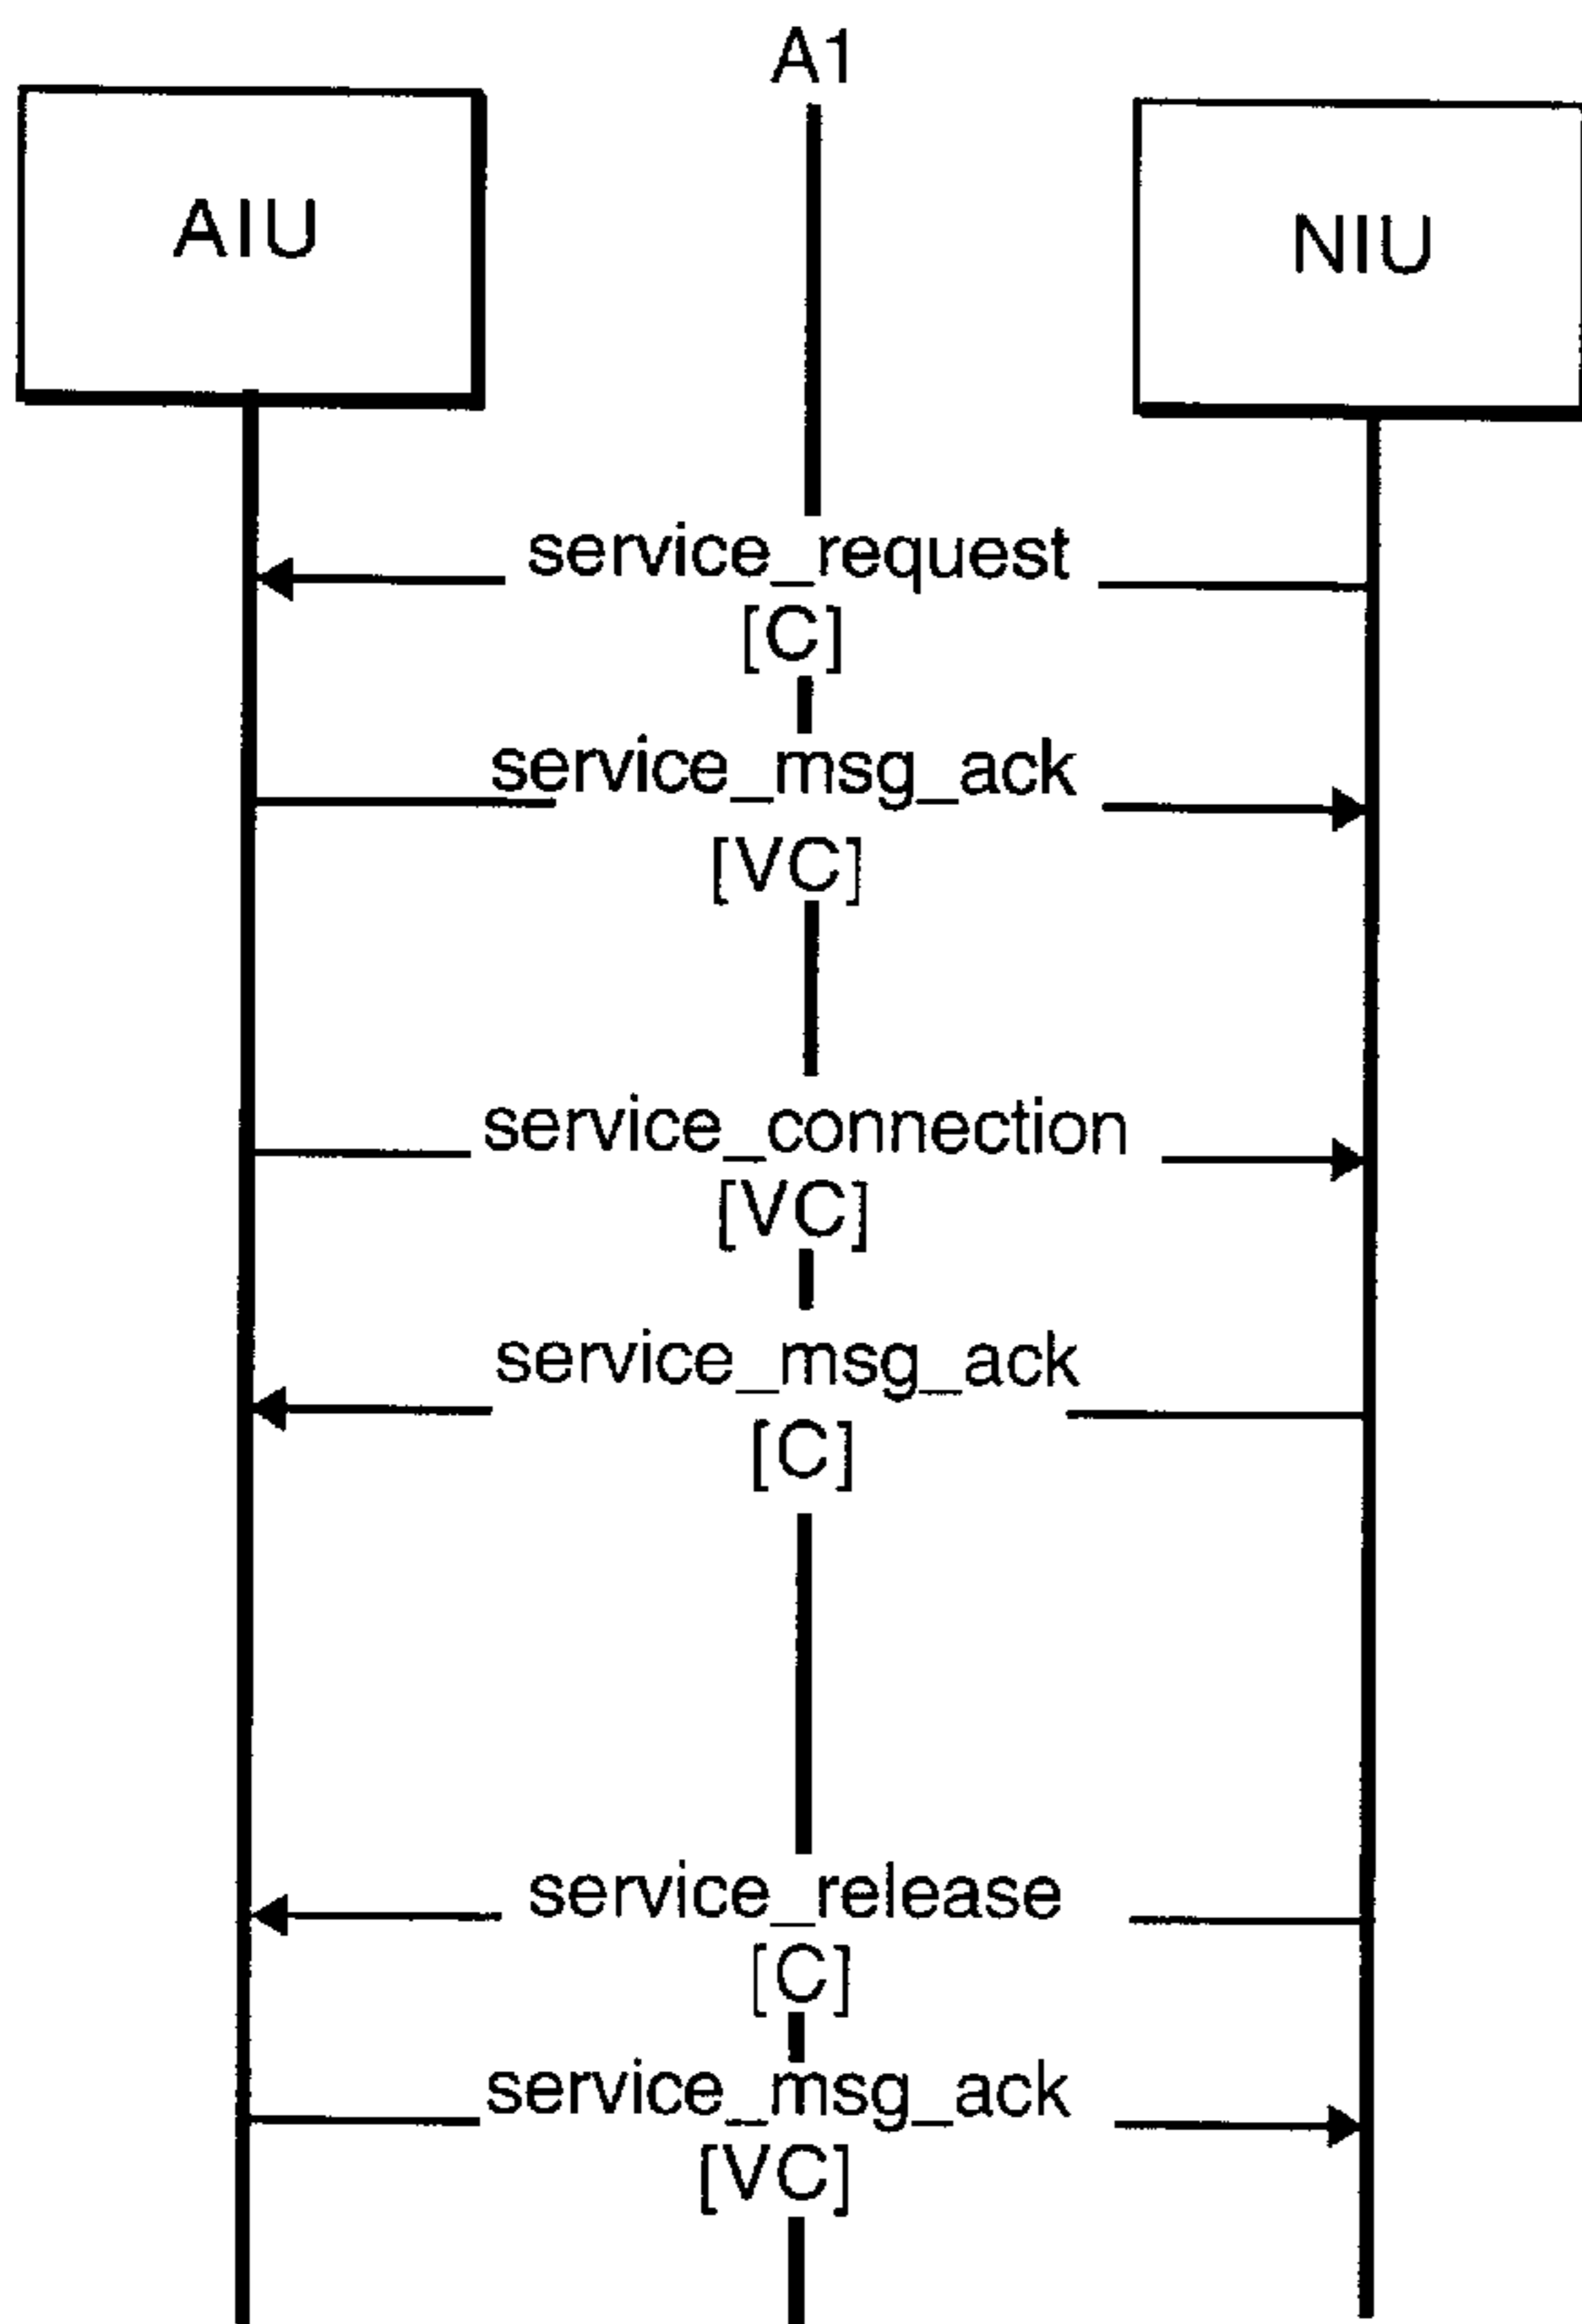 A1
AIU
NIU
service_request
[C]
service_msg_ack
[VC]
service_connection
[VC]
service_msg_ack
[C]
service_release
[C]
service_msg_ack
[VC]